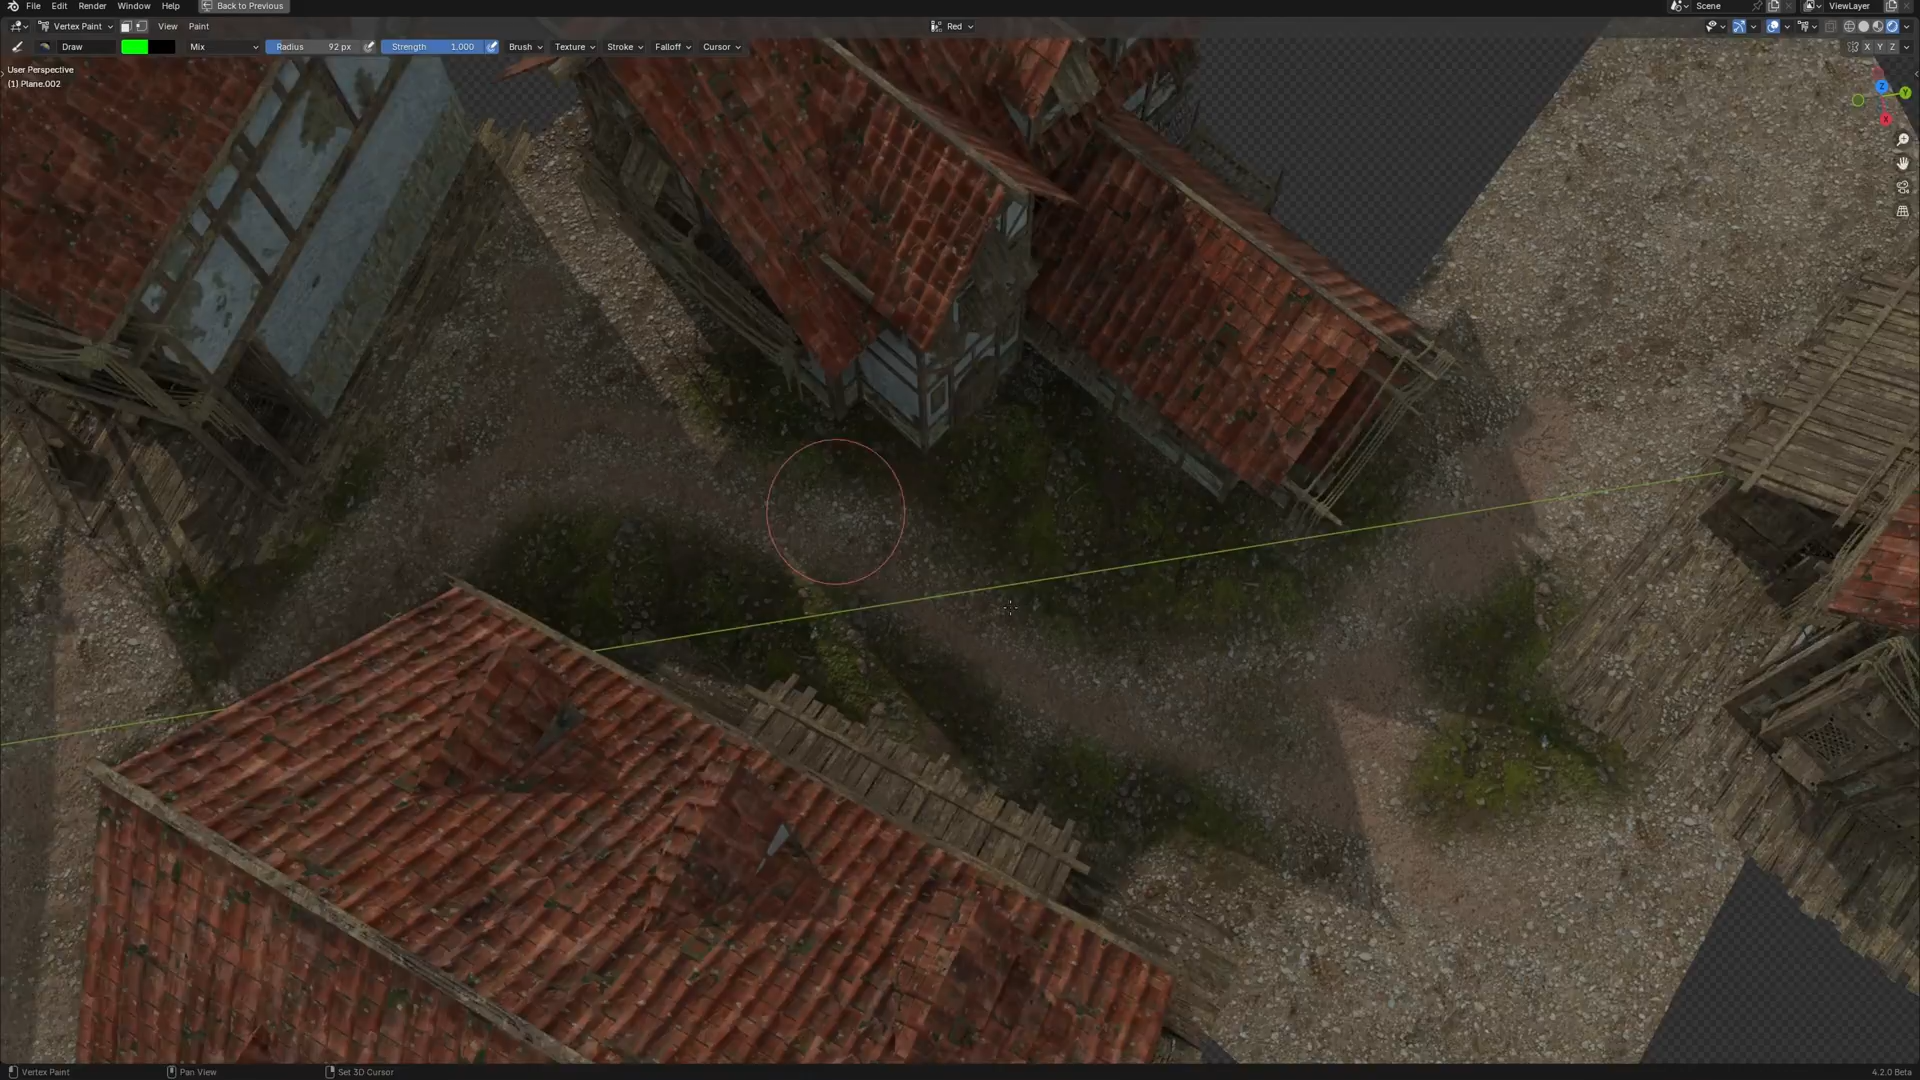 File Edit Render Window Help Back to Previous Scene ViewLayer
Vertex Paint View Paint Red
Draw Mix Radius 92 px Strength 1.000 Brush Texture Stroke Falloff Cursor X Y Z
User Perspective
(1) Plane.002
Z
Y
X
Vertex Paint Pan View Set 3D Cursor 4.2.0 Beta